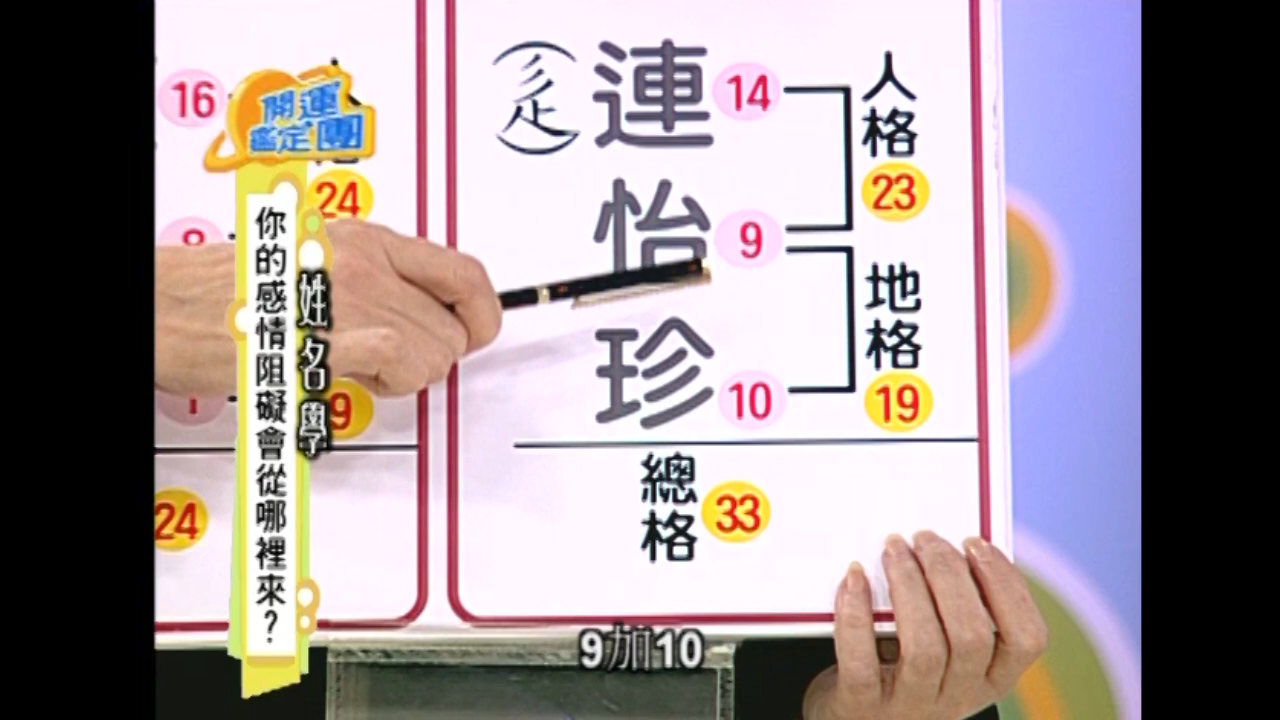 開運
鑑定團
姓名學
你的感情阻礙會從哪裡來?
16
24
8
9
24
(辵)
連
14
怡
9
珍
10
人格
23
地格
19
總格
33
9加10